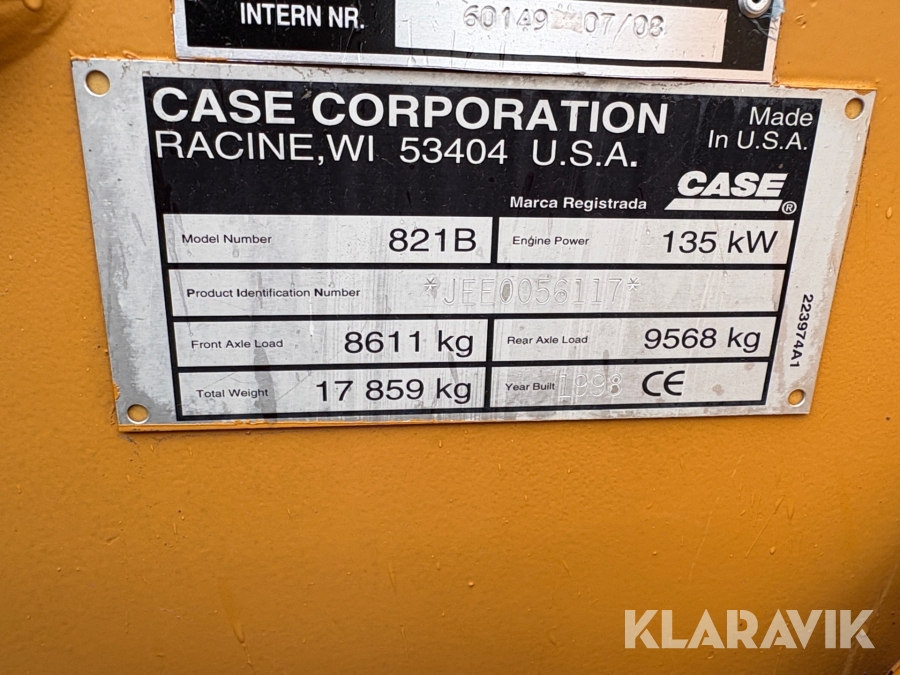 INTERN NR. 60149 07/08
CASE CORPORATION
RACINE, WI 53404 U.S.A.
Made
In U.S.A.
Marca Registrada CASE ®
Model Number 821B Engine Power 135 kW
Product Identification Number *JEE0056117*
Front Axle Load 8611 kg Rear Axle Load 9568 kg
Total Weight 17 859 kg Year Built 1998 CE
223974A1
KLARAVIK